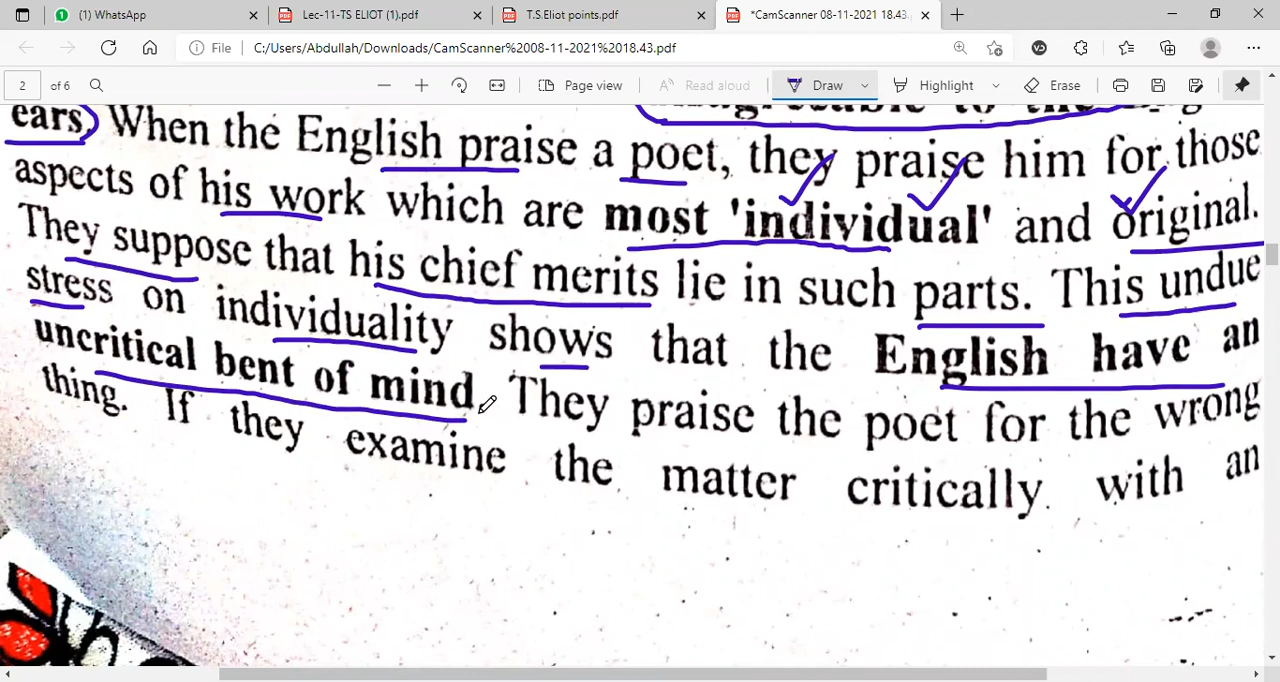 (1) WhatsApp
Lec-11-TS ELIOT (1).pdf
T.S.Eliot points.pdf
*CamScanner 08-11-2021 18.43.
File
C:/Users/Abdullah/Downloads/CamScanner%2008-11-2021%2018.43.pdf
2 of 6
Page view
Read aloud
Draw
Highlight
Erase
ears) When the English praise a poet, they praise him for those
aspects of his work which are most 'individual' and original.
They suppose that his chief merits lie in such parts. This undue
stress on individuality shows that the English have an
uncritical bent of mind. They praise the poet for the wrong
thing. If they examine the matter critically with an